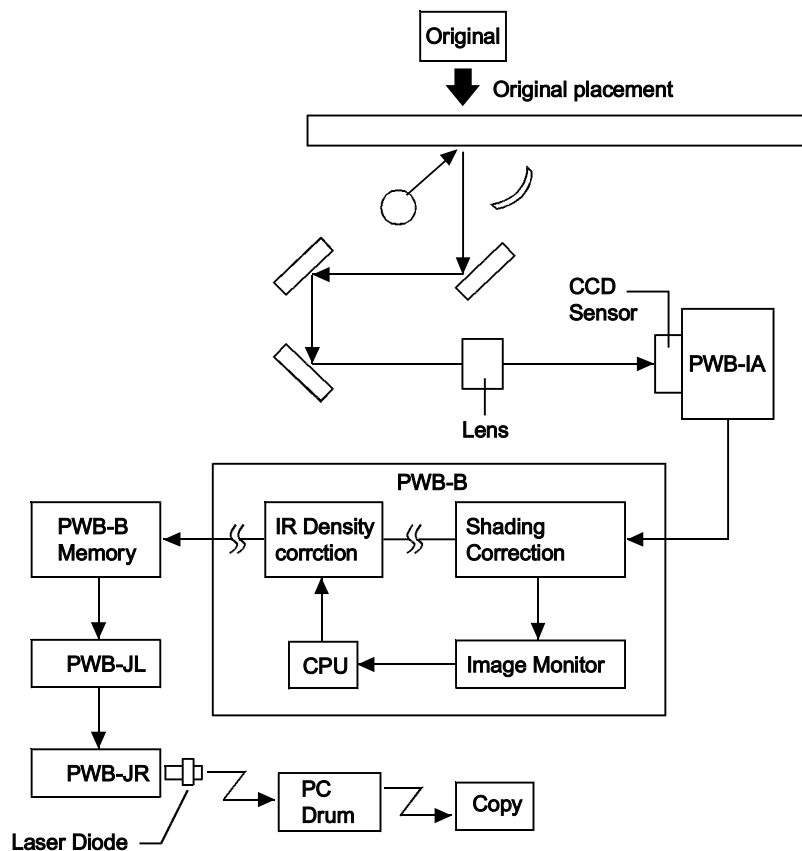 Original
Original placement
CCD
Sensor
PWB-IA
Lens
PWB-B
PWB-B
Memory
IR Density
corrction
Shading
Correction
PWB-JL
CPU
Image Monitor
PWB-JR
PC
Drum
Copy
Laser Diode